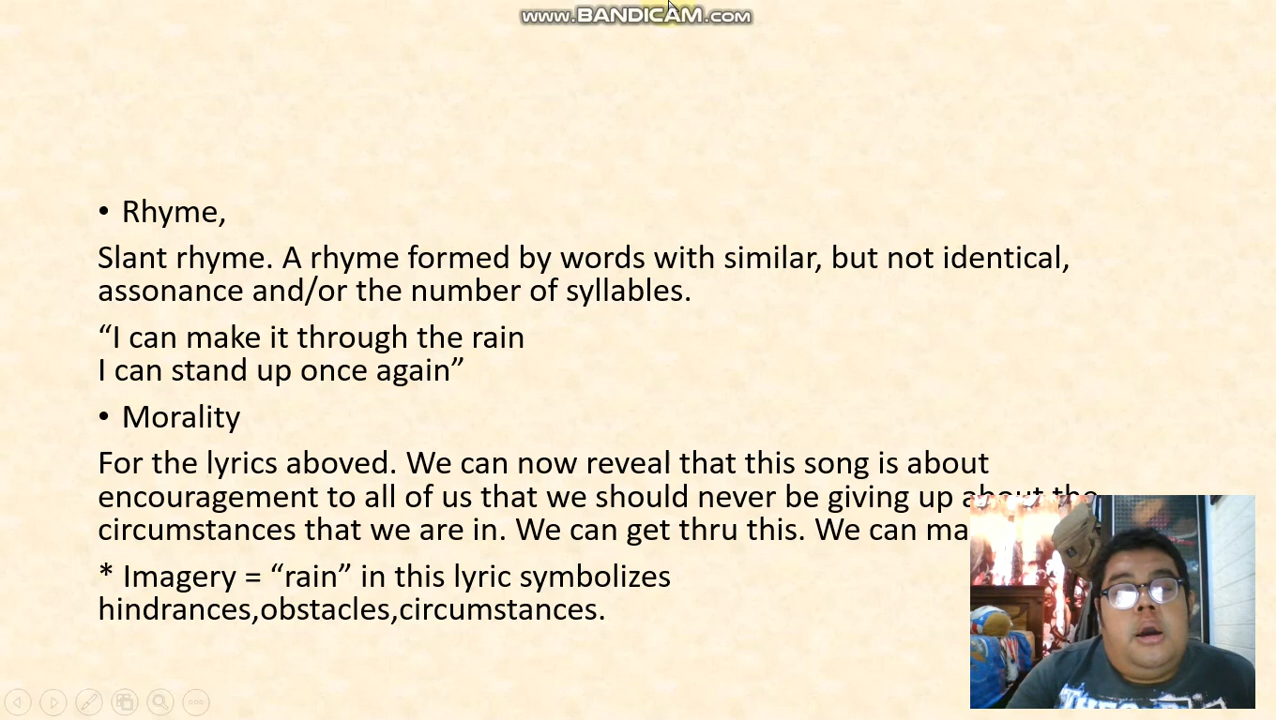 www.BANDICAM.com
• Rhyme,
Slant rhyme. A rhyme formed by words with similar, but not identical,
assonance and/or the number of syllables.
“I can make it through the rain
I can stand up once again”
• Morality
For the lyrics aboved. We can now reveal that this song is about
encouragement to all of us that we should never be giving up about the
circumstances that we are in. We can get thru this. We can
* Imagery = “rain” in this lyric symbolizes
hindrances,obstacles,circumstances.